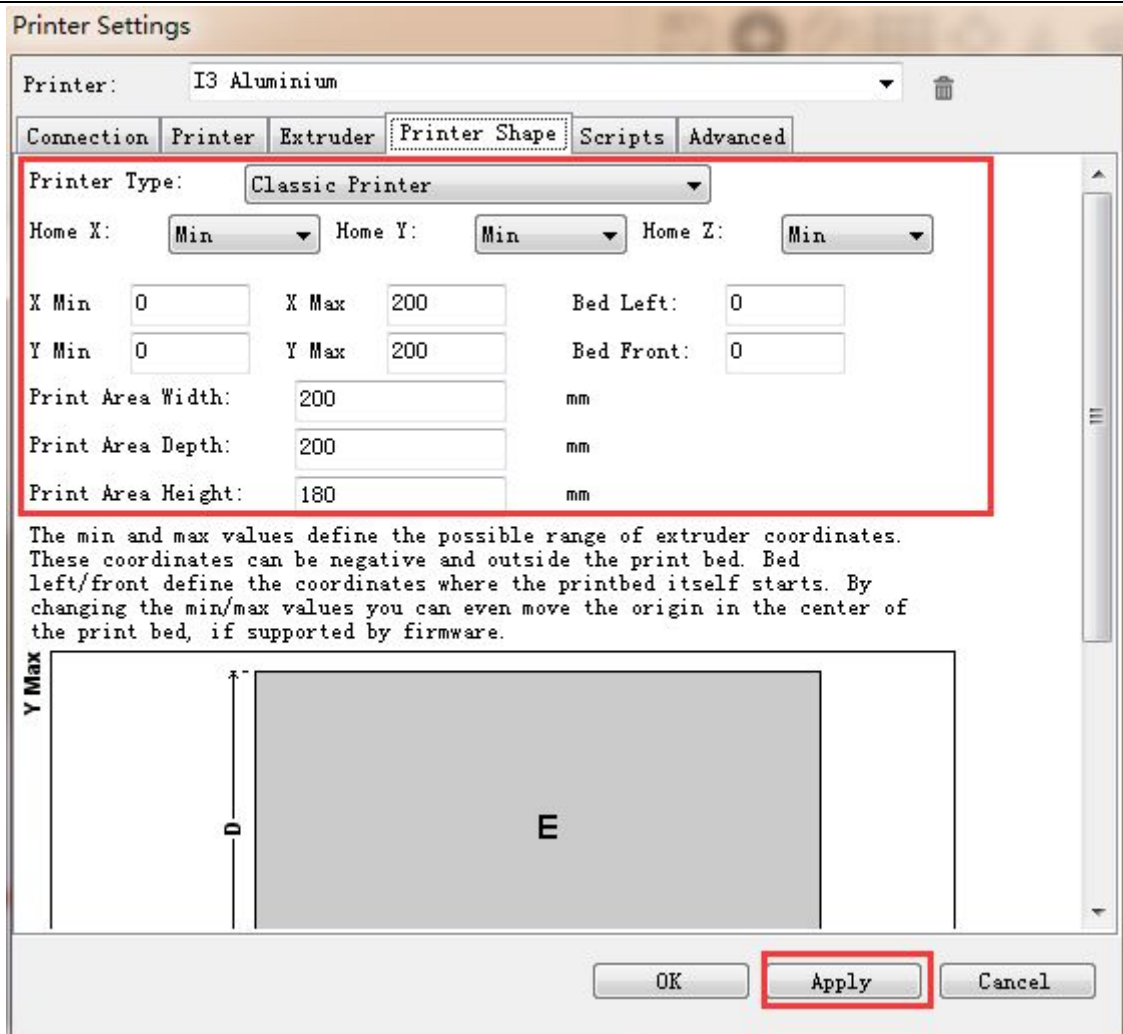 Printer Settings
Printer: I3 Aluminium
Connection Printer Extruder Printer Shape Scripts Advanced
Printer Type: Classic Printer
Home X: Min Home Y: Min Home Z: Min
X Min 0 X Max 200 Bed Left: 0
Y Min 0 Y Max 200 Bed Front: 0
Print Area Width: 200 mm
Print Area Depth: 200 mm
Print Area Height: 180 mm
The min and max values define the possible range of extruder coordinates.
These coordinates can be negative and outside the print bed. Bed
left/front define the coordinates where the printbed itself starts. By
changing the min/max values you can even move the origin in the center of
the print bed, if supported by firmware.
Y Max
D
E
OK Apply Cancel